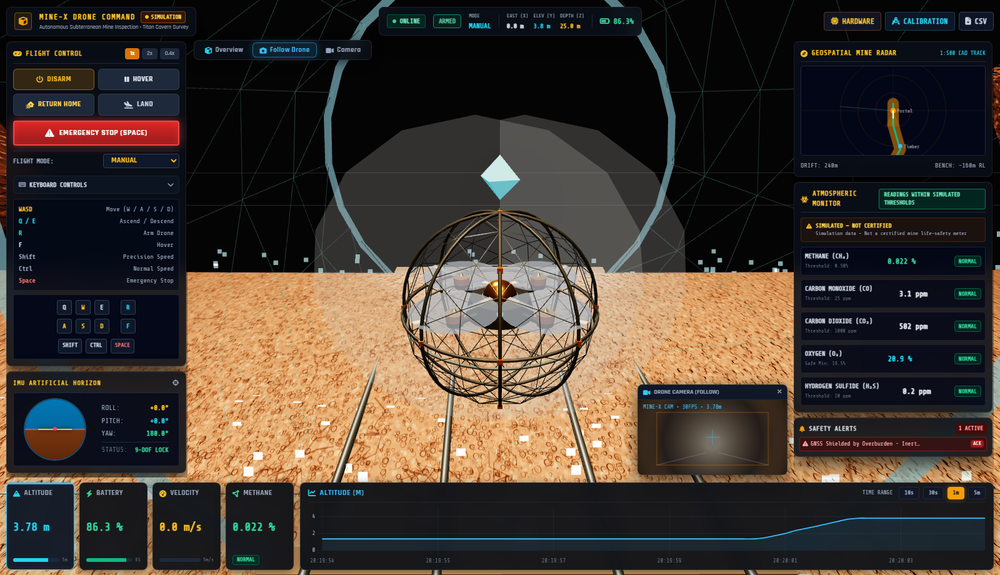 MINE-X DRONE COMMAND
SIMULATION
Autonomous Subterranean Mine Inspection • Titan Cavern Survey
ONLINE
ARMED
MODE
MANUAL
EAST (X)
0.0 m
ELEV (Y)
3.8 m
DEPTH (Z)
25.0 m
86.3%
HARDWARE
CALIBRATION
CSV
Overview
Follow Drone
Camera
FLIGHT CONTROL
1x
2x
0.4x
DISARM
HOVER
RETURN HOME
LAND
EMERGENCY STOP (SPACE)
FLIGHT MODE:
MANUAL
KEYBOARD CONTROLS
WASD
Move (W / A / S / D)
Q / E
Ascend / Descend
R
Arm Drone
F
Hover
Shift
Precision Speed
Ctrl
Normal Speed
Space
Emergency Stop
Q
W
E
R
A
S
D
F
SHIFT
CTRL
SPACE
IMU ARTIFICIAL HORIZON
ROLL:
+0.0°
PITCH:
+0.0°
YAW:
180.0°
STATUS:
9-DOF LOCK
GEOSPATIAL MINE RADAR
1:500 CAD TRACK
Portal
Timber
DRIFT: 240m
BENCH: -160m RL
ATMOSPHERIC
MONITOR
READINGS WITHIN SIMULATED
THRESHOLDS
SIMULATED — NOT CERTIFIED
Simulation data - Not a certified mine life-safety meter
METHANE (CH₄)
Threshold: 0.50%
0.022 %
NORMAL
CARBON MONOXIDE (CO)
Threshold: 25 ppm
3.1 ppm
NORMAL
CARBON DIOXIDE (CO₂)
Threshold: 1000 ppm
502 ppm
NORMAL
OXYGEN (O₂)
Safe Min: 19.5%
20.9 %
NORMAL
HYDROGEN SULFIDE (H₂S)
Threshold: 10 ppm
0.2 ppm
NORMAL
SAFETY ALERTS
1 ACTIVE
GNSS Shielded by Overburden - Inert…
ACK
DRONE CAMERA (FOLLOW)
MINE-X CAM • 30FPS • 3.78m
ALTITUDE
3.78 m
5m
BATTERY
86.3 %
6S
VELOCITY
0.0 m/s
5m/s
METHANE
0.022 %
NORMAL
ALTITUDE (M)
TIME RANGE
10s
30s
1m
5m
4
2
0
20:19:54
20:19:55
20:19:57
20:19:59
20:20:01
20:20:03